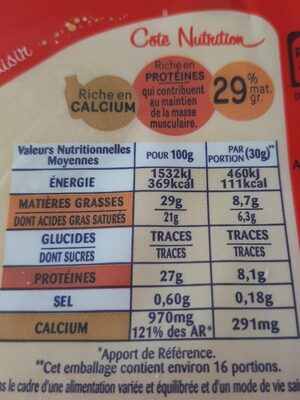 Coté Nutrition
Riche en
CALCIUM
Riche en
PROTÉINES
qui contribuent
au maintien
de la masse
musculaire.
29% mat. gr.
Valeurs Nutritionnelles Moyennes POUR 100g PAR PORTION (30g)**
ÉNERGIE 1532kJ 369kcal 460kJ 111kcal
MATIÈRES GRASSES 29g 8,7g
DONT ACIDES GRAS SATURÉS 21g 6,3g
GLUCIDES TRACES TRACES
DONT SUCRES TRACES TRACES
PROTÉINES 27g 8,1g
SEL 0,60g 0,18g
CALCIUM 970mg 121% des AR* 291mg
*Apport de Référence.
**Cet emballage contient environ 16 portions.
le cadre d'une alimentation variée et équilibrée et d'un mode de vie